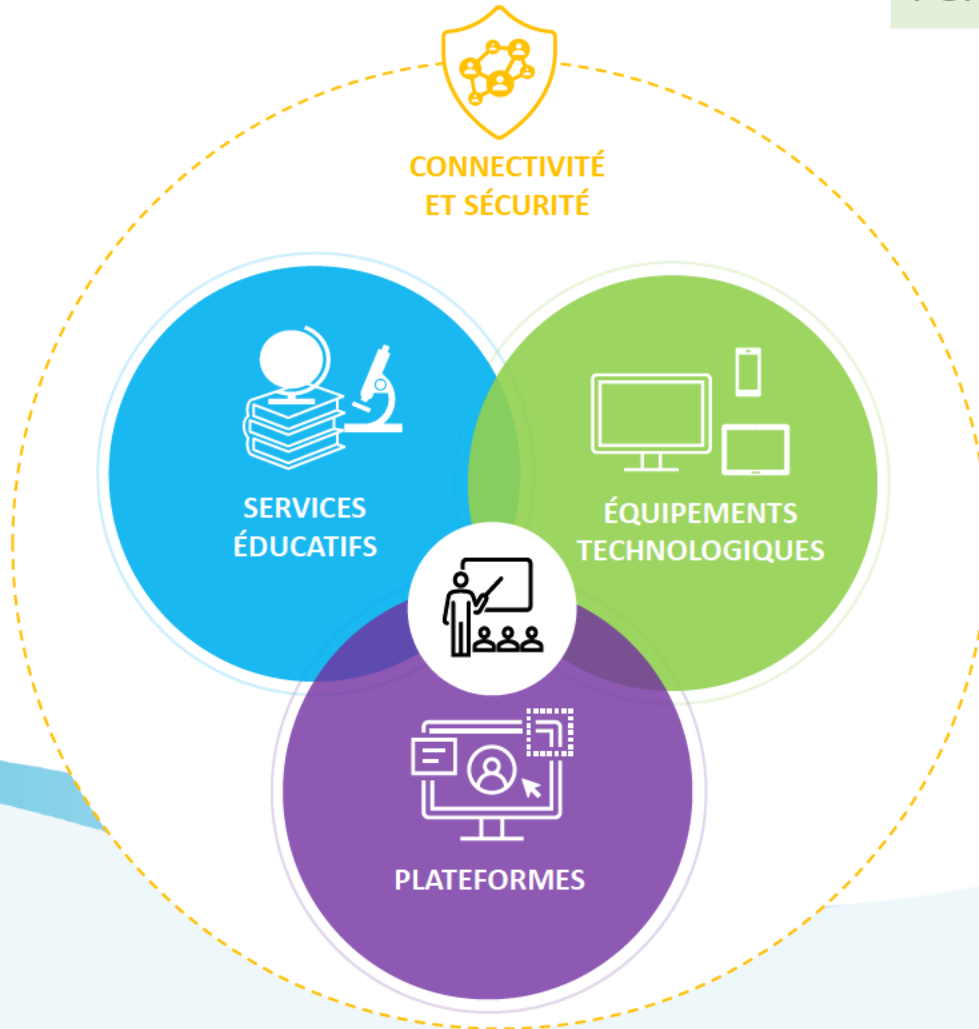 CONNECTIVITÉ
ET SÉCURITÉ
SERVICES
ÉDUCATIFS
ÉQUIPEMENTS
TECHNOLOGIQUES
PLATEFORMES